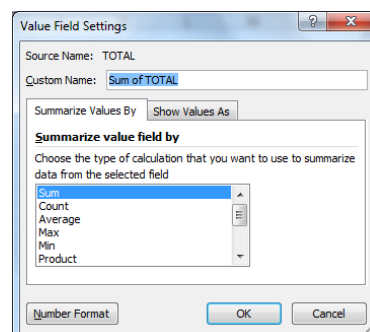 Value Field Settings
Source Name: TOTAL
Custom Name: Sum of TOTAL
Summarize Values By Show Values As
Summarize value field by
Choose the type of calculation that you want to use to summarize
data from the selected field
Sum
Count
Average
Max
Min
Product
Number Format OK Cancel